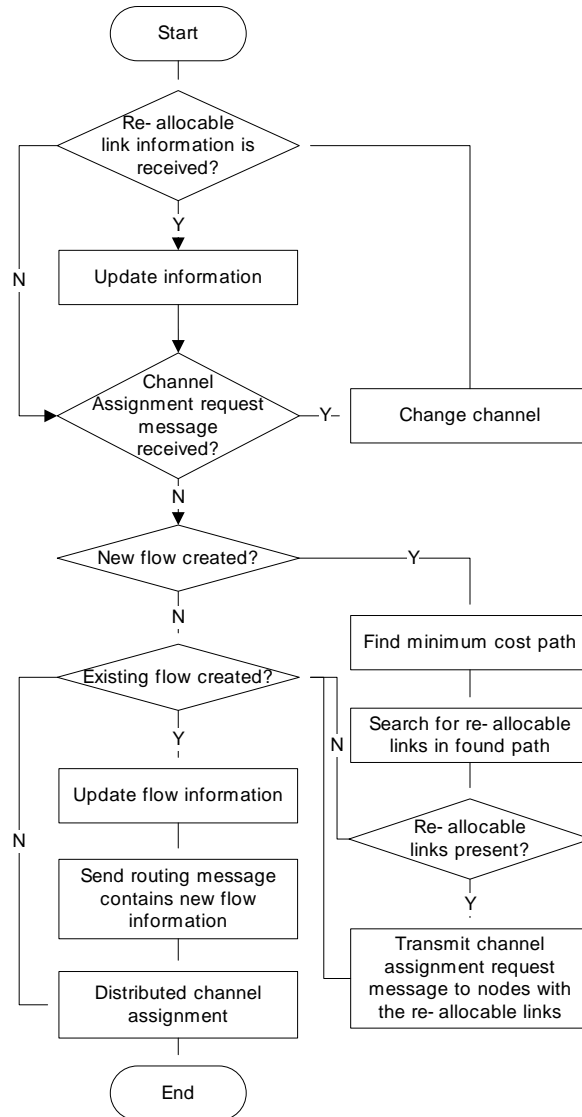 Start
Re- allocable
link information is
received?
Y
N
Update information
Channel
Assignment request
message
received?
Y
Change channel
N
New flow created?
Y
N
Find minimum cost path
Existing flow created?
Search for re- allocable
links in found path
Y
N
Update flow information
N
Re- allocable
links present?
Y
Send routing message
contains new flow
information
Transmit channel
assignment request
message to nodes with
the re- allocable links
Distributed channel
assignment
End